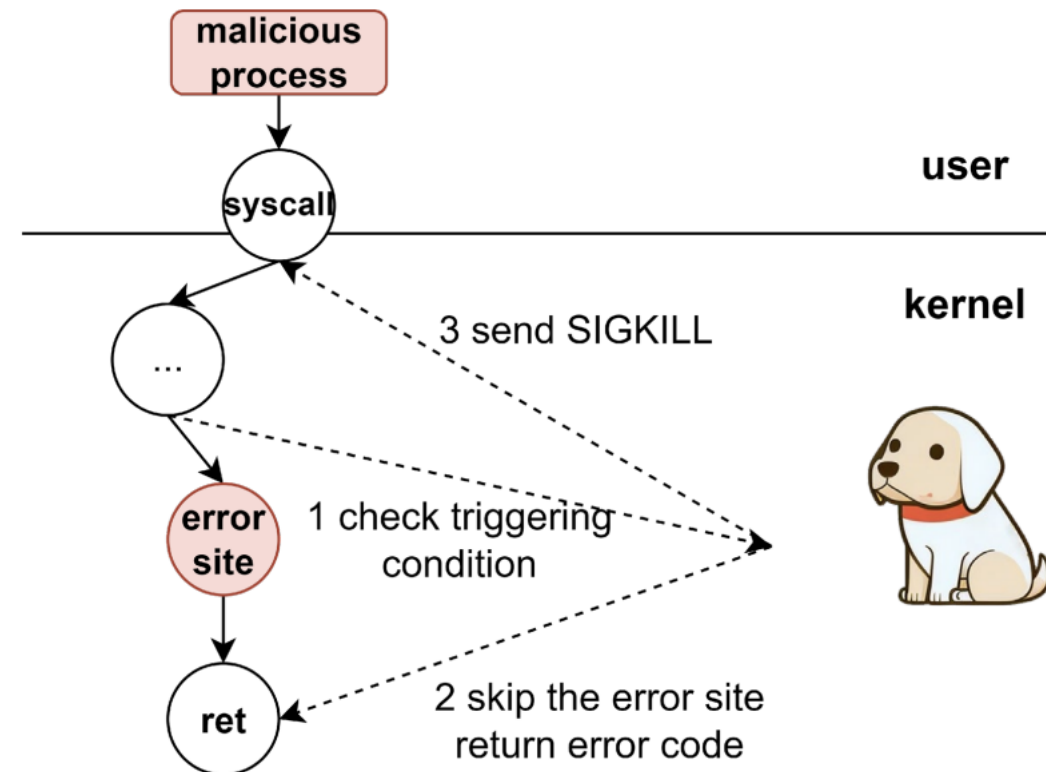 malicious
process
syscall
user
kernel
3 send SIGKILL
...
error
site
1 check triggering
condition
2 skip the error site
return error code
ret